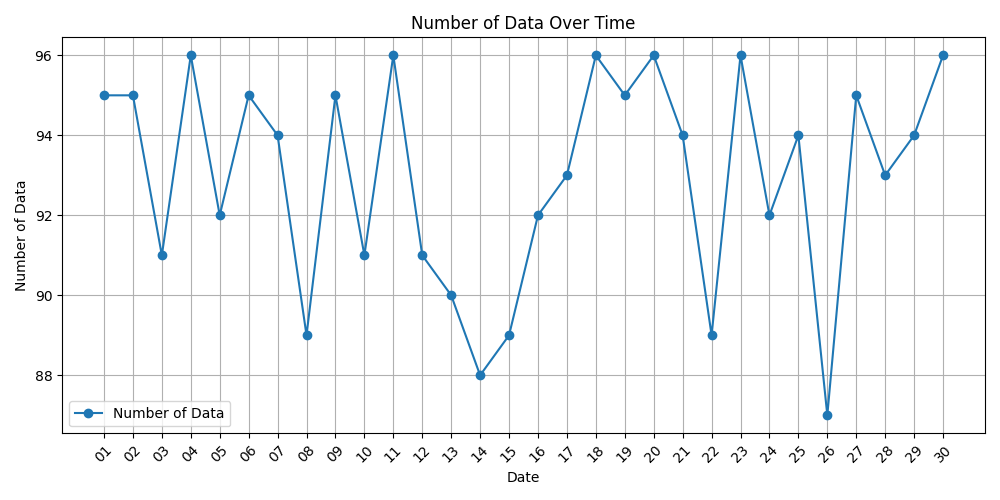 Number of Data Over Time
Number of Data
96
94
92
90
88
Number of Data
01 02 03 04 05 06 07 08 09 10 11 12 13 14 15 16 17 18 19 20 21 22 23 24 25 26 27 28 29 30
Date